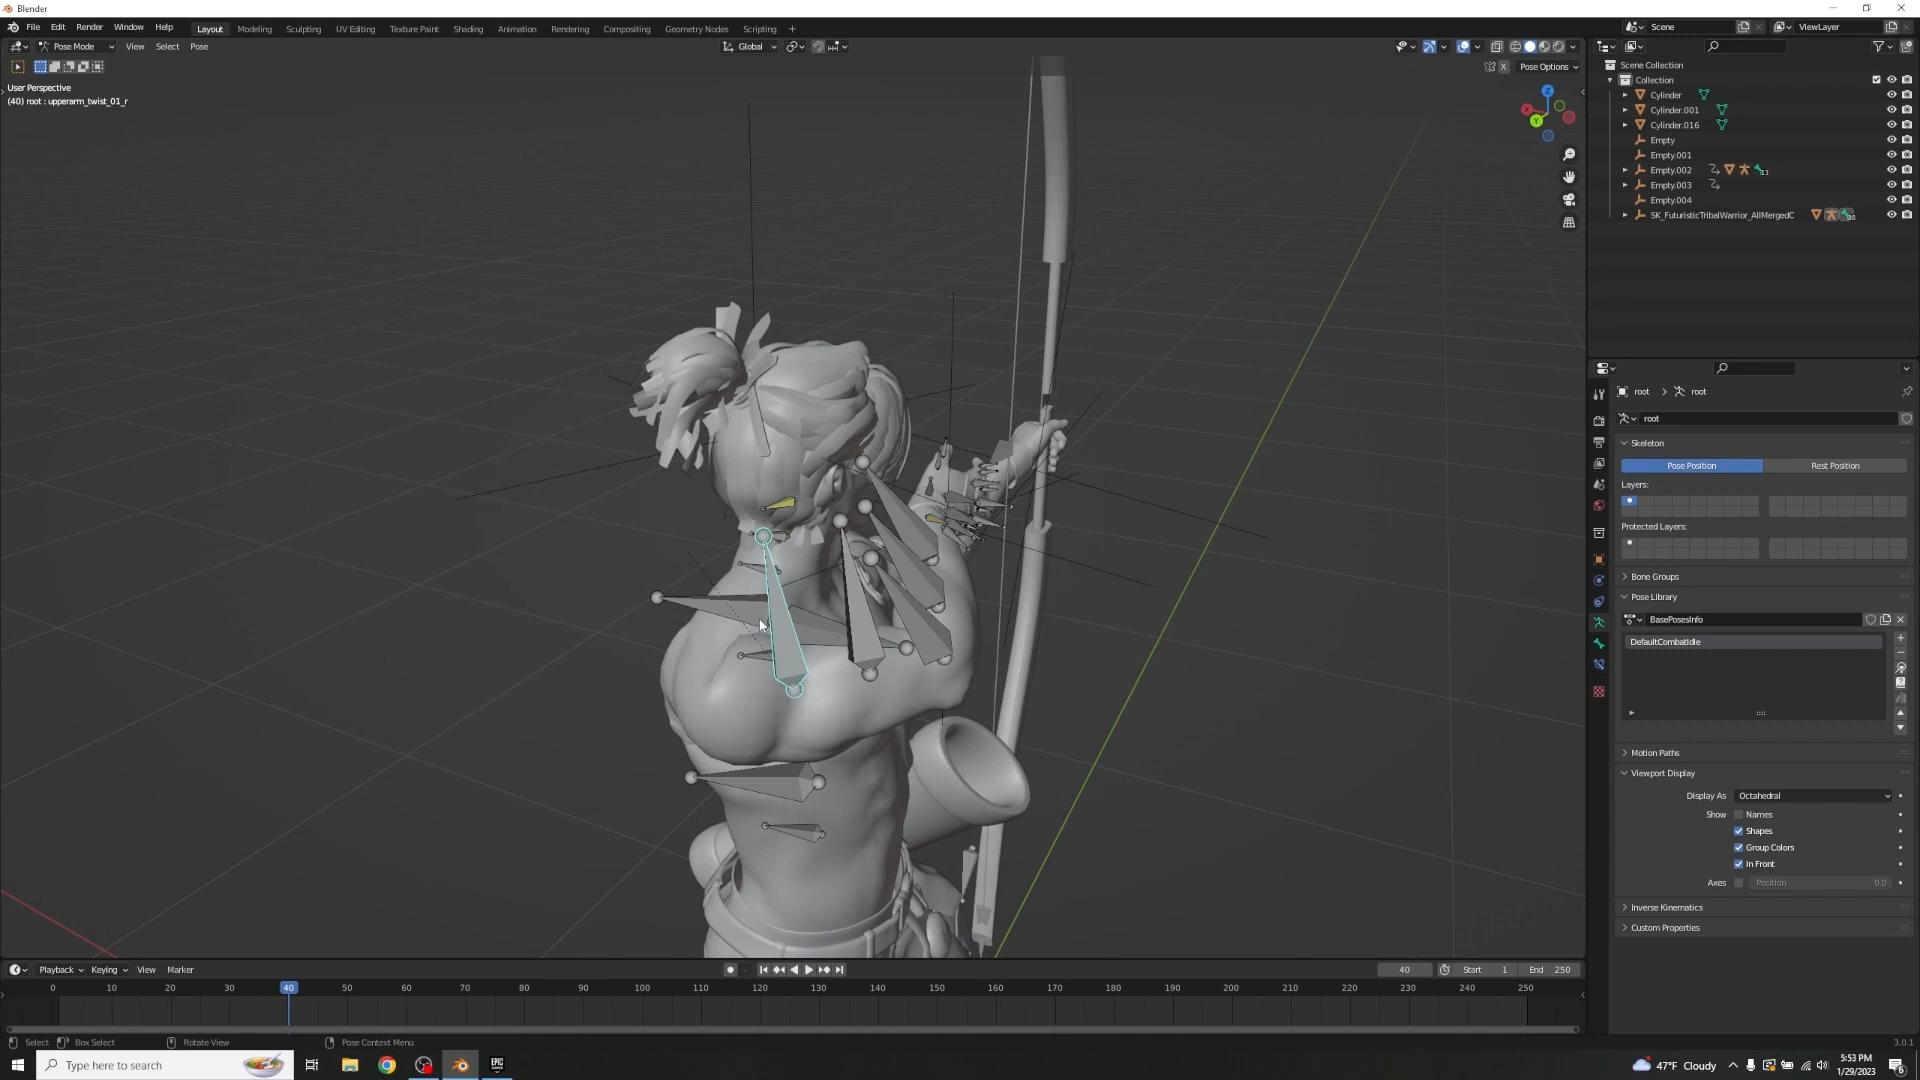 Blender
File Edit Render Window Help
Layout Modeling Sculpting UV Editing Texture Paint Shading Animation Rendering Compositing Geometry Nodes Scripting +
Scene
ViewLayer
Pose Mode View Select Pose
Global
X Pose Options
User Perspective
(40) root : upperarm_twist_01_r
Z
X
Y
Scene Collection
Collection
Cylinder
Cylinder.001
Cylinder.016
Empty
Empty.001
Empty.002 13
Empty.003
Empty.004
SK_FuturisticTribalWarrior_AllMergedC
root > root
root
Skeleton
Pose Position Rest Position
Layers:
Protected Layers:
Bone Groups
Pose Library
BasePosesInfo
DefaultCombatIdle
Motion Paths
Viewport Display
Display As Octahedral
Show Names
Shapes
Group Colors
In Front
Axes Position 0.0
Inverse Kinematics
Custom Properties
Playback Keying View Marker
40 Start 1 End 250
0 10 20 30 40 50 60 70 80 90 100 110 120 130 140 150 160 170 180 190 200 210 220 230 240 250
Select Box Select Rotate View Pose Context Menu
3.0.1
Type here to search
EPIC GAMES
47°F Cloudy
5:53 PM
1/29/2023
6